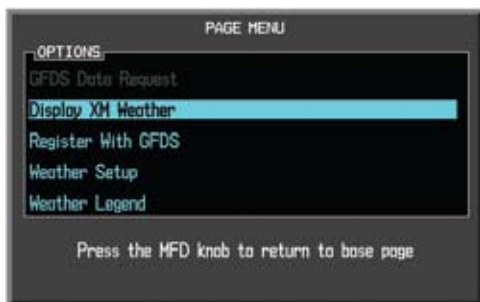 PAGE MENU
OPTIONS
GFDS Data Request
Display XM Weather
Register With GFDS
Weather Setup
Weather Legend
Press the MFD knob to return to base page